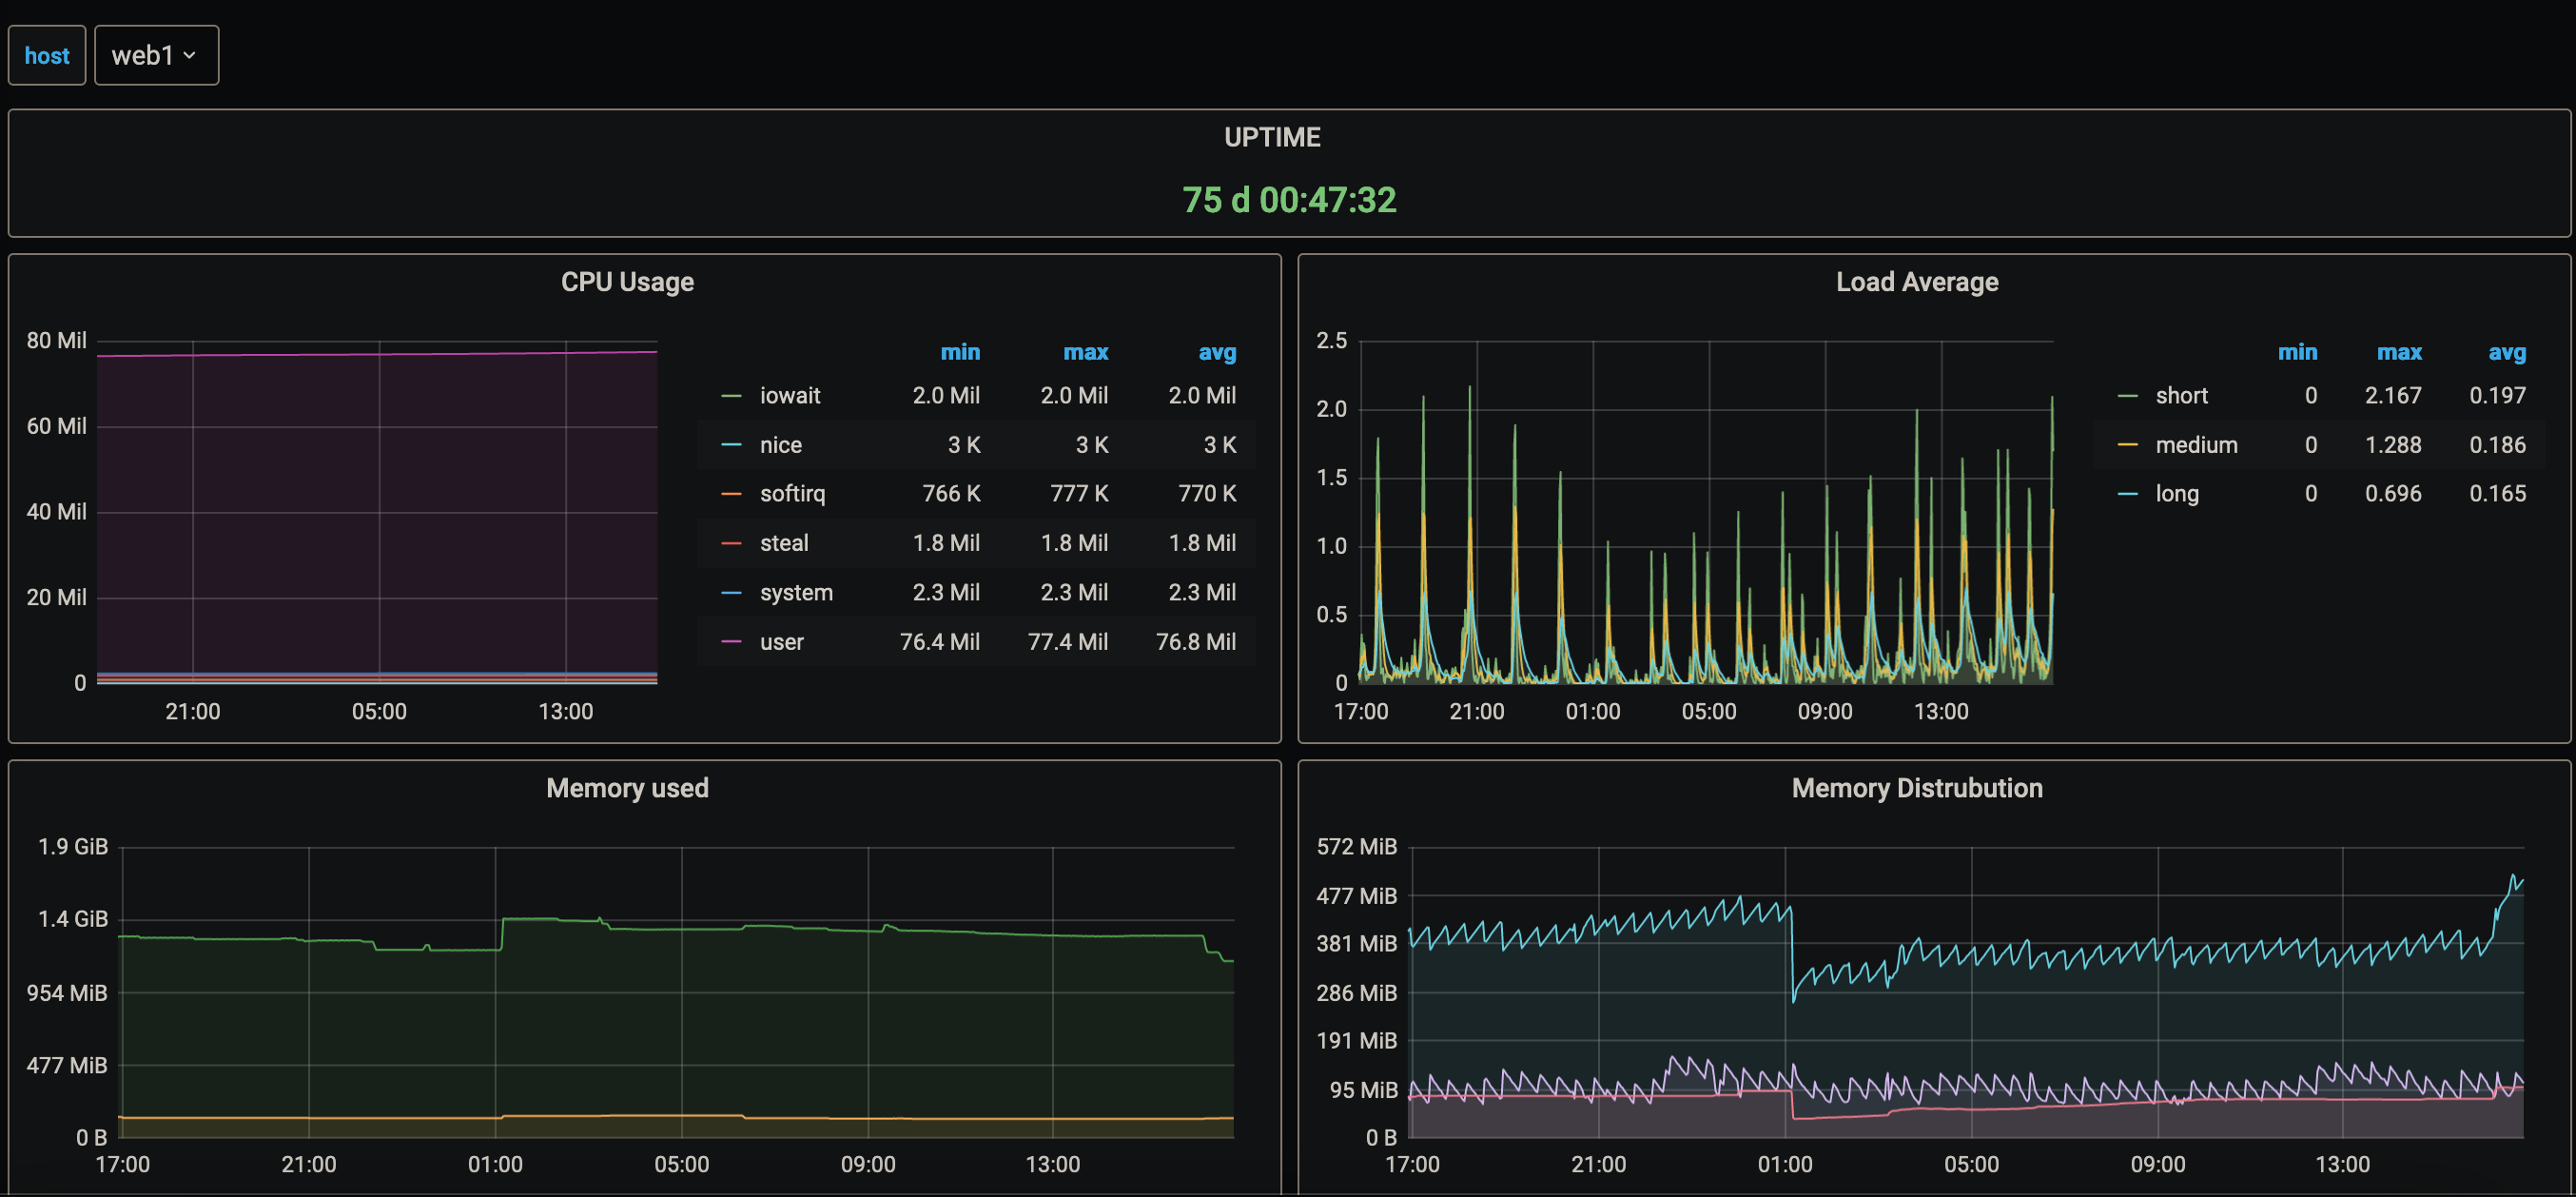 host web1
UPTIME
75 d 00:47:32
CPU Usage
80 Mil
60 Mil
40 Mil
20 Mil
0
21:00 05:00 13:00
min max avg
iowait 2.0 Mil 2.0 Mil 2.0 Mil
nice 3 K 3 K 3 K
softirq 766 K 777 K 770 K
steal 1.8 Mil 1.8 Mil 1.8 Mil
system 2.3 Mil 2.3 Mil 2.3 Mil
user 76.4 Mil 77.4 Mil 76.8 Mil
Load Average
2.5
2.0
1.5
1.0
0.5
0
17:00 21:00 01:00 05:00 09:00 13:00
min max avg
short 0 2.167 0.197
medium 0 1.288 0.186
long 0 0.696 0.165
Memory used
1.9 GiB
1.4 GiB
954 MiB
477 MiB
0 B
17:00 21:00 01:00 05:00 09:00 13:00
Memory Distrubution
572 MiB
477 MiB
381 MiB
286 MiB
191 MiB
95 MiB
0 B
17:00 21:00 01:00 05:00 09:00 13:00